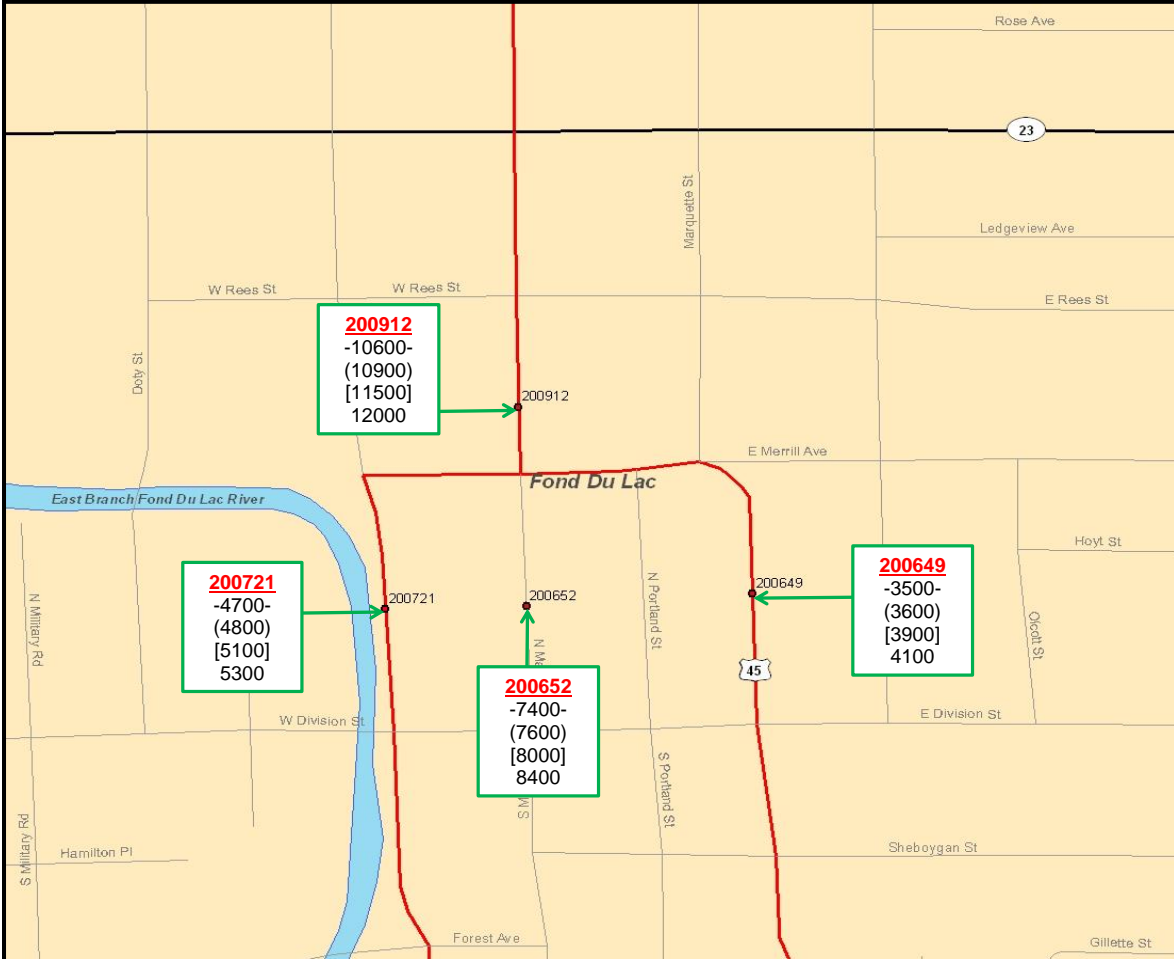 Rose Ave
23
Marquette St
Ledgeview Ave
W Rees St
W Rees St
E Rees St
200912
-10600-
(10900)
[11500]
12000
Doty St
200912
E Merrill Ave
Fond Du Lac
East Branch Fond Du Lac River
Hoyt St
200721
-4700-
(4800)
[5100]
5300
200721
200652
200649
200649
-3500-
(3600)
[3900]
4100
N Military Rd
N Portland St
Olcott St
N Ma
45
200652
-7400-
(7600)
[8000]
8400
W Division St
E Division St
S M
S Portland St
S Military Rd
Hamilton Pl
Sheboygan St
Forest Ave
Gillette St